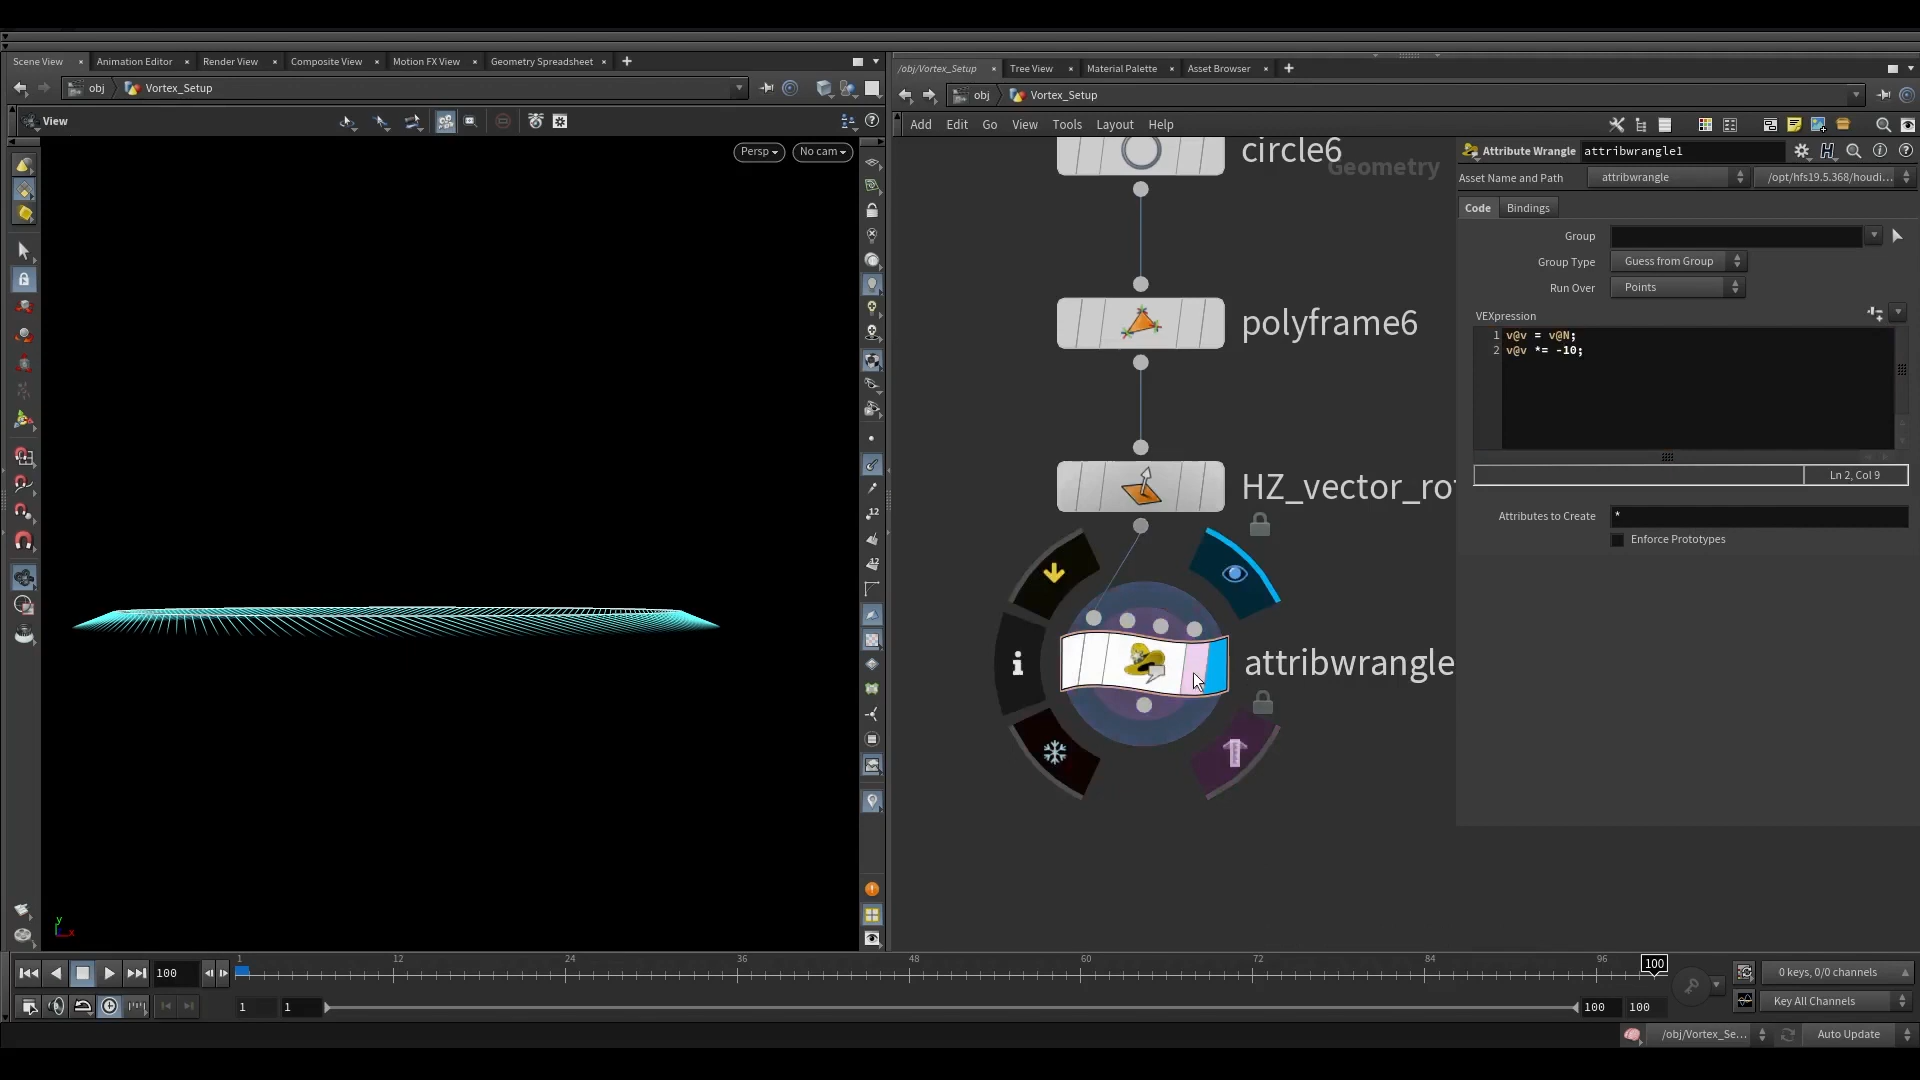 Scene View
Animation Editor
Render View
Composite View
Motion FX View
Geometry Spreadsheet
obj
Vortex_Setup
View
Persp
No cam
12
12
y
x
/obj/Vortex_Setup
Tree View
Material Palette
Asset Browser
obj
Vortex_Setup
Add
Edit
Go
View
Tools
Layout
Help
Geometry
circle6
polyframe6
HZ_vector_ro
attribwrangle
Attribute Wrangle
attribwrangle1
Asset Name and Path
attribwrangle
/opt/hfs19.5.368/houdi...
Code
Bindings
Group
Group Type
Guess from Group
Run Over
Points
VEXpression
1 v@v = v@N;
2 v@v *= -10;
Ln 2, Col 9
Attributes to Create
*
Enforce Prototypes
100
1
12
24
36
48
60
72
84
96
100
0 keys, 0/0 channels
1
1
100
100
Key All Channels
/obj/Vortex_Se...
Auto Update